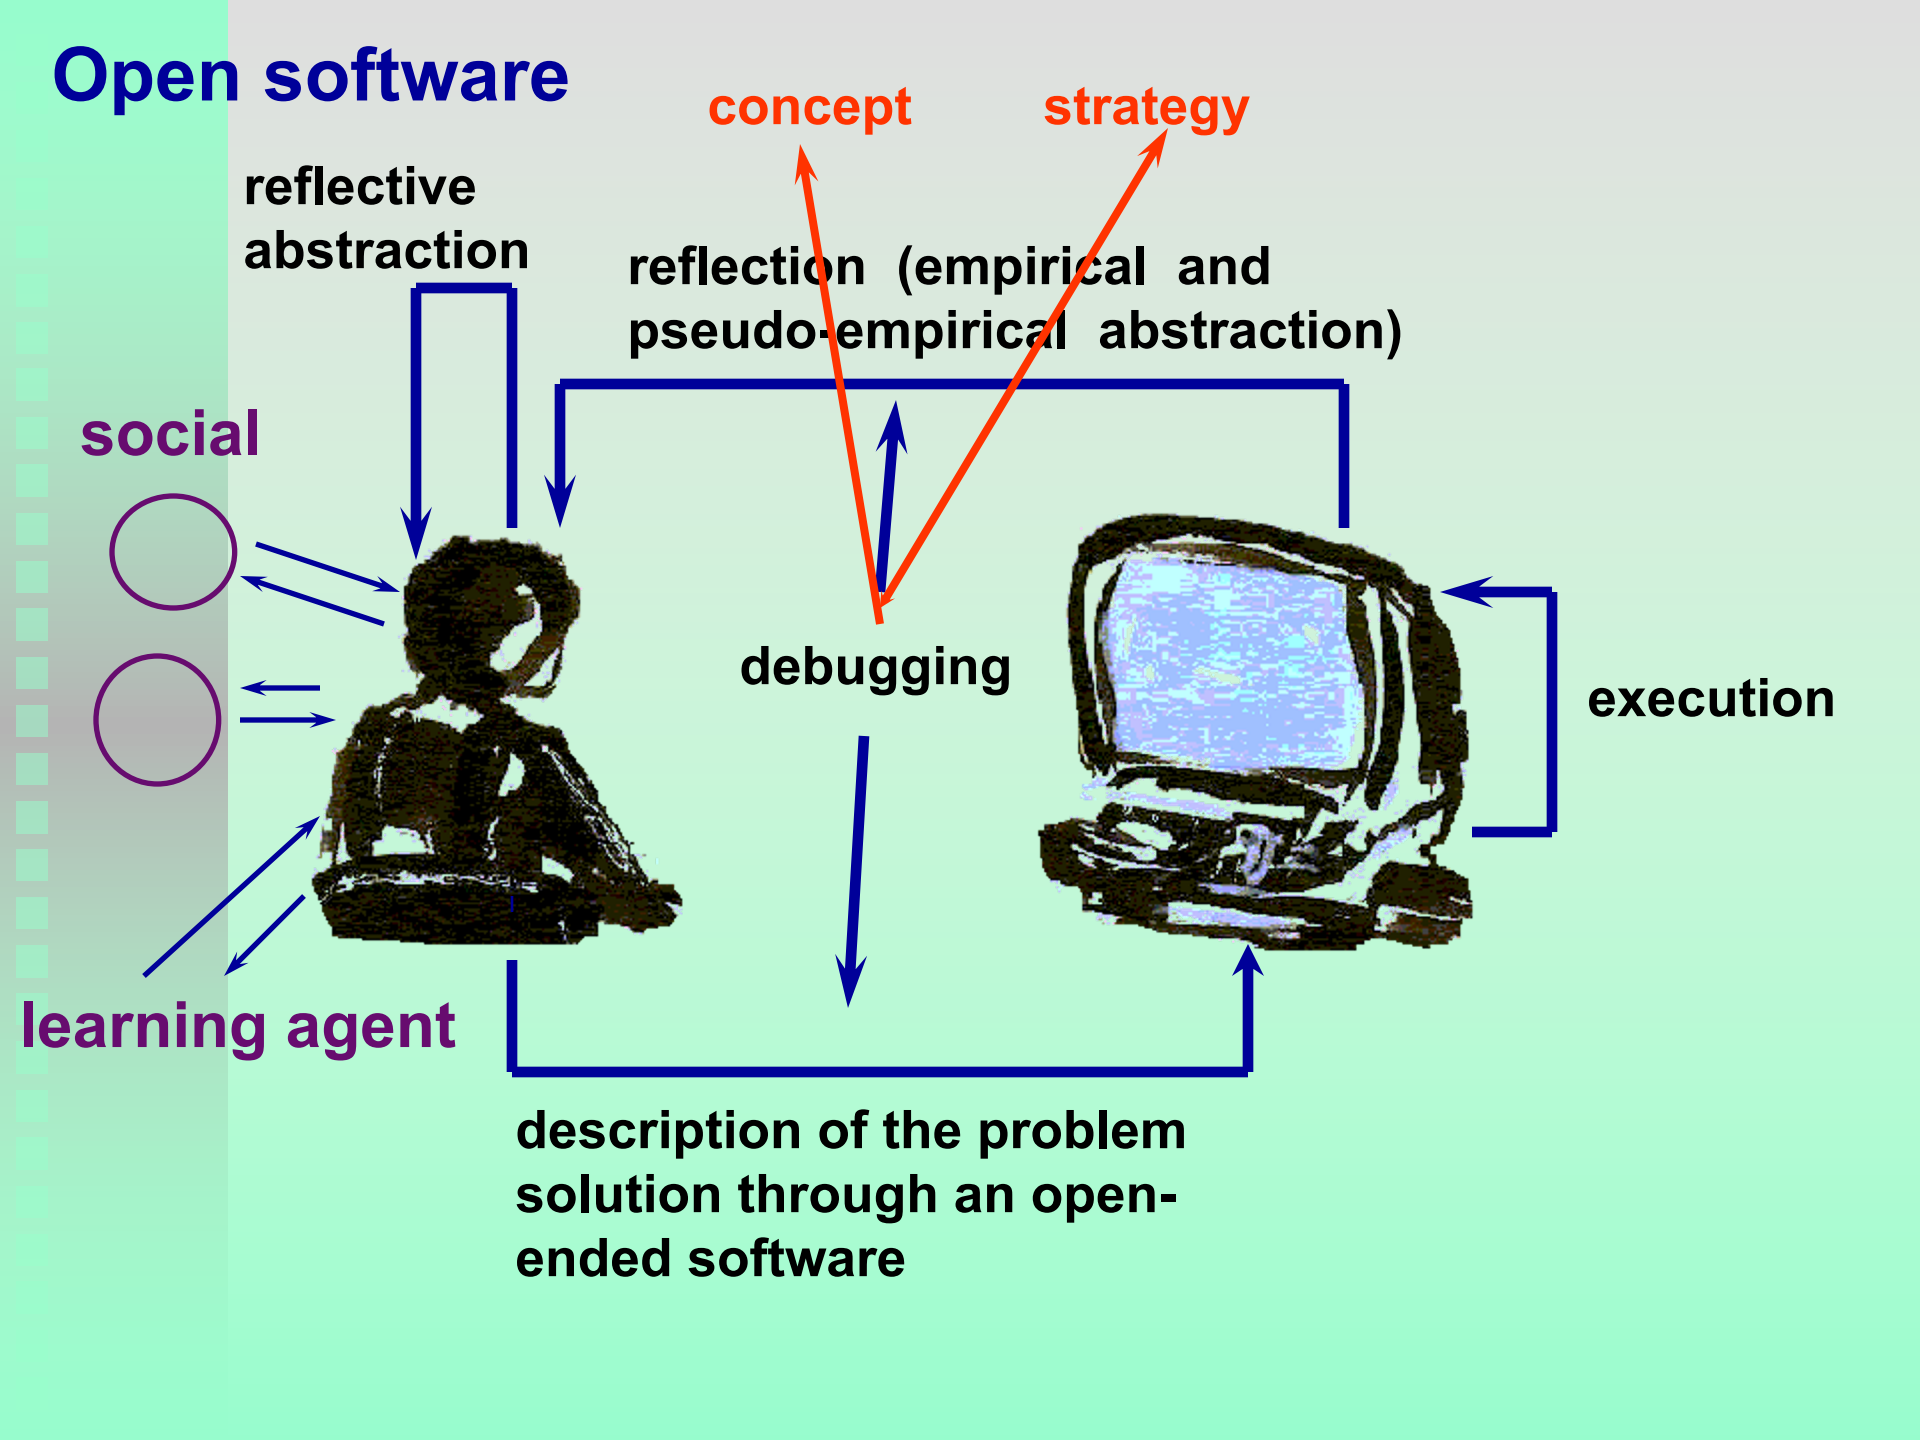 Open software
concept strategy
reflective
abstraction
reflection (empirical and
pseudo-empirical abstraction)
social
debugging
execution
learning agent
description of the problem
solution through an open-
ended software